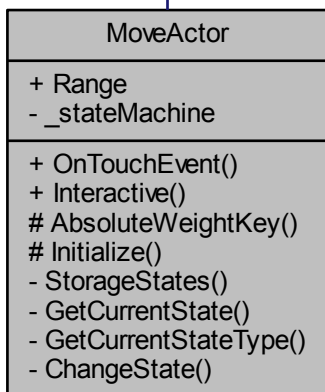 MoveActor
+ Range
- _stateMachine
+ OnTouchEvent()
+ Interactive()
# AbsoluteWeightKey()
# Initialize()
- StorageStates()
- GetCurrentState()
- GetCurrentStateType()
- ChangeState()